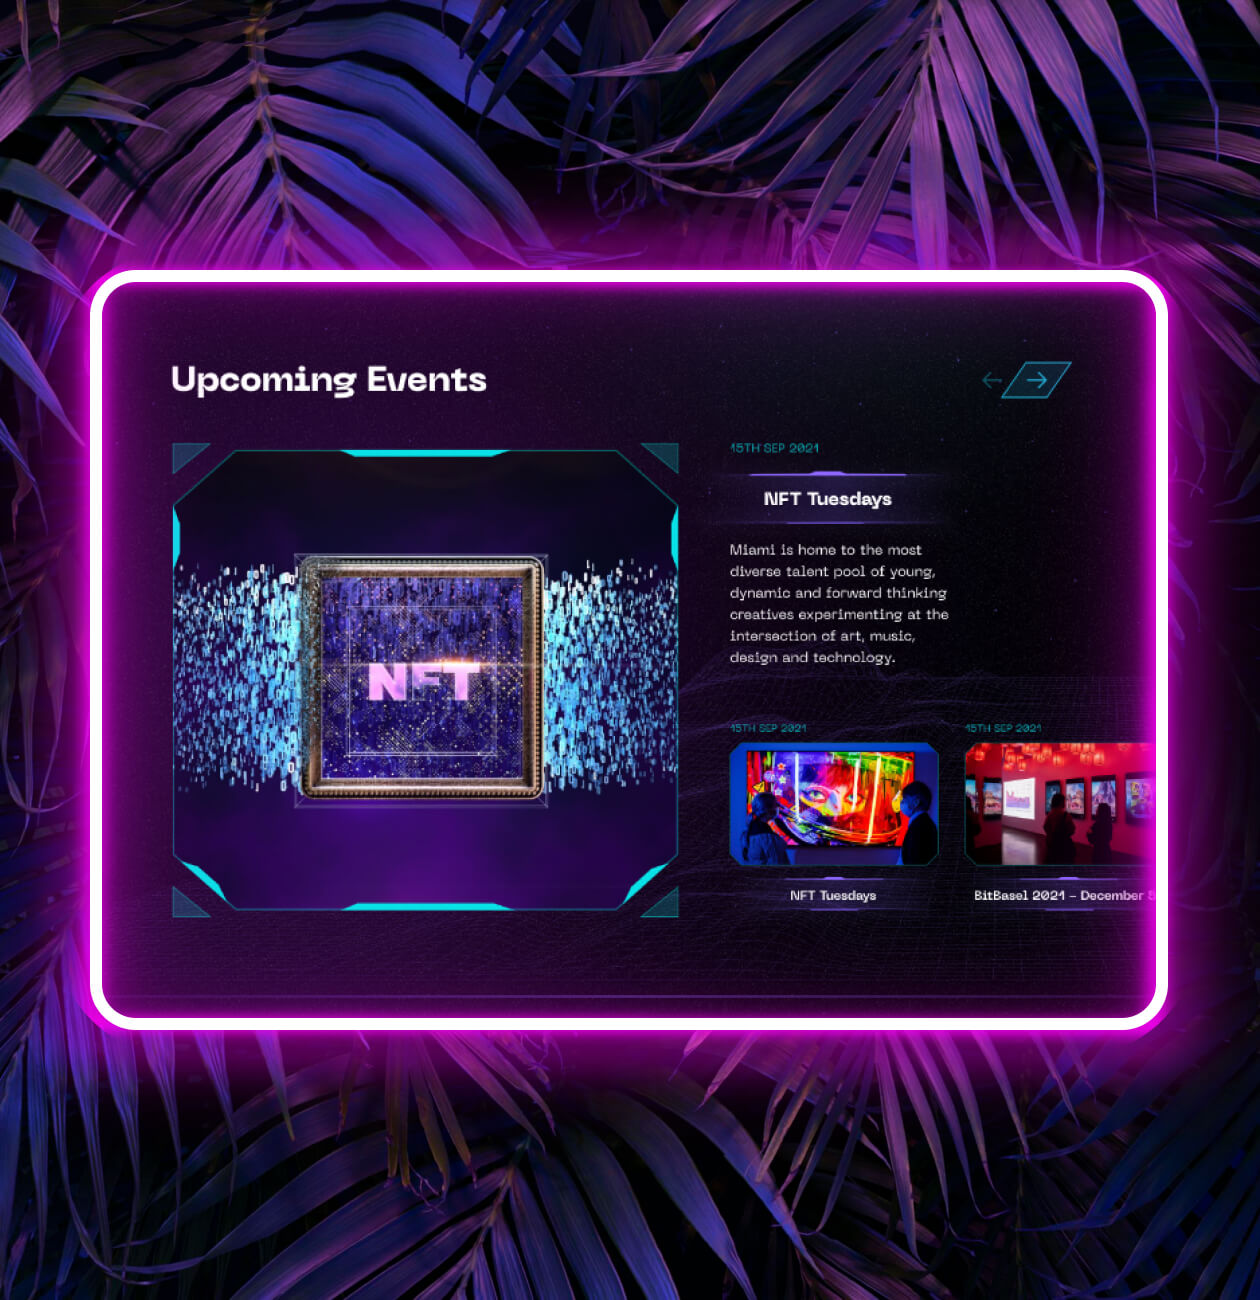 Upcoming Events
15TH SEP 2021
NFT Tuesdays
Miami is home to the most
diverse talent pool of young,
dynamic and forward thinking
creatives experimenting at the
intersection of art, music,
design and technology.
NFT
15TH SEP 2021
15TH SEP 2021
NFT Tuesdays
BitBasel 2021 – December